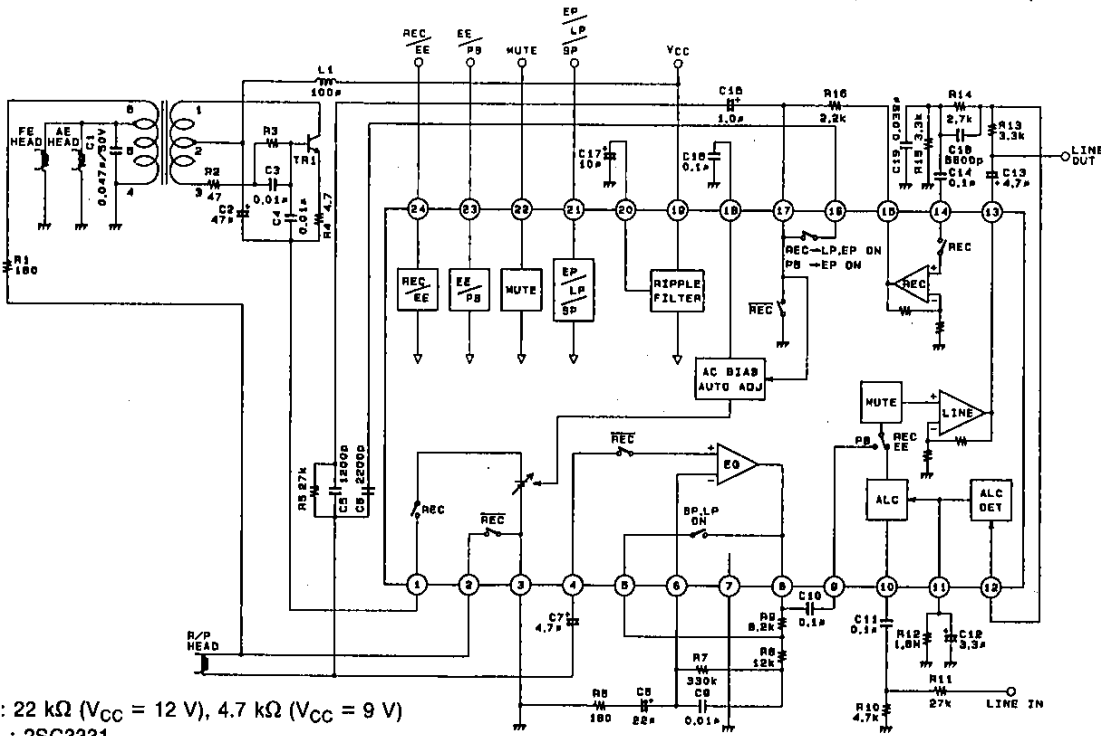 REC/EE
EE/PB
MUTE
EP/LP/SP
VCC
L1
100μ
C16
1.0μ
R16
2.2k
C19 0.039μ
R15 3.3k
R14
2.7k
C18
6800p
C14
0.1μ
R13
3.3k
C13
4.7μ
LINE OUT
FE HEAD
AE HEAD
C1
0.047μ/50V
6
5
4
1
2
3
R2
47
R3
C3
0.01μ
TR1
C2
47μ
C4
0.01μ
R4 4.7
C17
10μ
0.1μ
R1
180
24
23
22
21
20
19
18
17
16
15
14
13
REC/EE
EE/PB
MUTE
EP/LP/SP
RIPPLE FILTER
REC→LP,EP ON
PB →EP ON
REC
REC
REC
AC BIAS
AUTO ADJ
MUTE
LINE
PB
REC
EE
R5 27k
1200p
2200p
REC
REC
REC
EQ
SP,LP
ON
ALC
ALC DET
1
2
3
4
5
6
7
8
9
10
11
12
R/P HEAD
C7
4.7μ
R9
8.2k
C10
0.1μ
C11
0.1μ
R12
C12
3.3μ
R7
330k
12k
180
22μ
C9
0.01μ
R10
4.7k
R11
27k
LINE IN
: 22 kΩ (VCC = 12 V), 4.7 kΩ (VCC = 9 V)